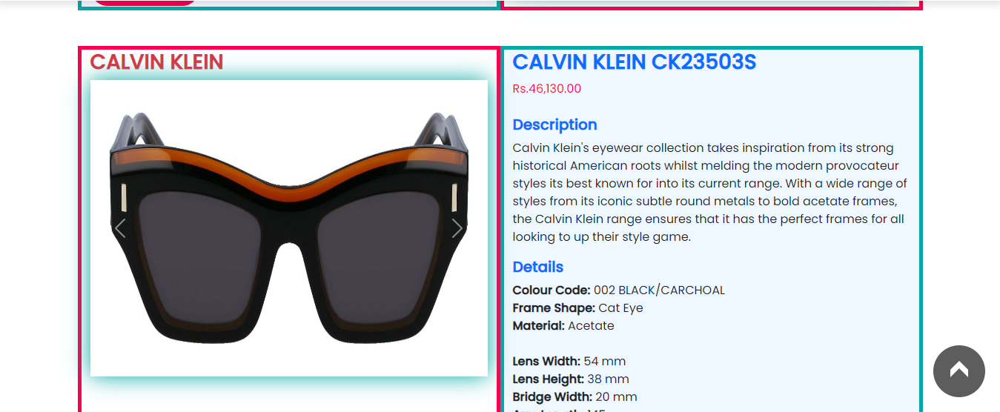 CALVIN KLEIN
CALVIN KLEIN CK23503S
Rs.46,130.00
Description
Calvin Klein's eyewear collection takes inspiration from its strong
historical American roots whilst melding the modern provocateur
styles its best known for into its current range. With a wide range of
styles from its iconic subtle round metals to bold acetate frames,
the Calvin Klein range ensures that it has the perfect frames for all
looking to up their style game.
Details
Colour Code: 002 BLACK/CARCHOAL
Frame Shape: Cat Eye
Material: Acetate
Lens Width: 54 mm
Lens Height: 38 mm
Bridge Width: 20 mm